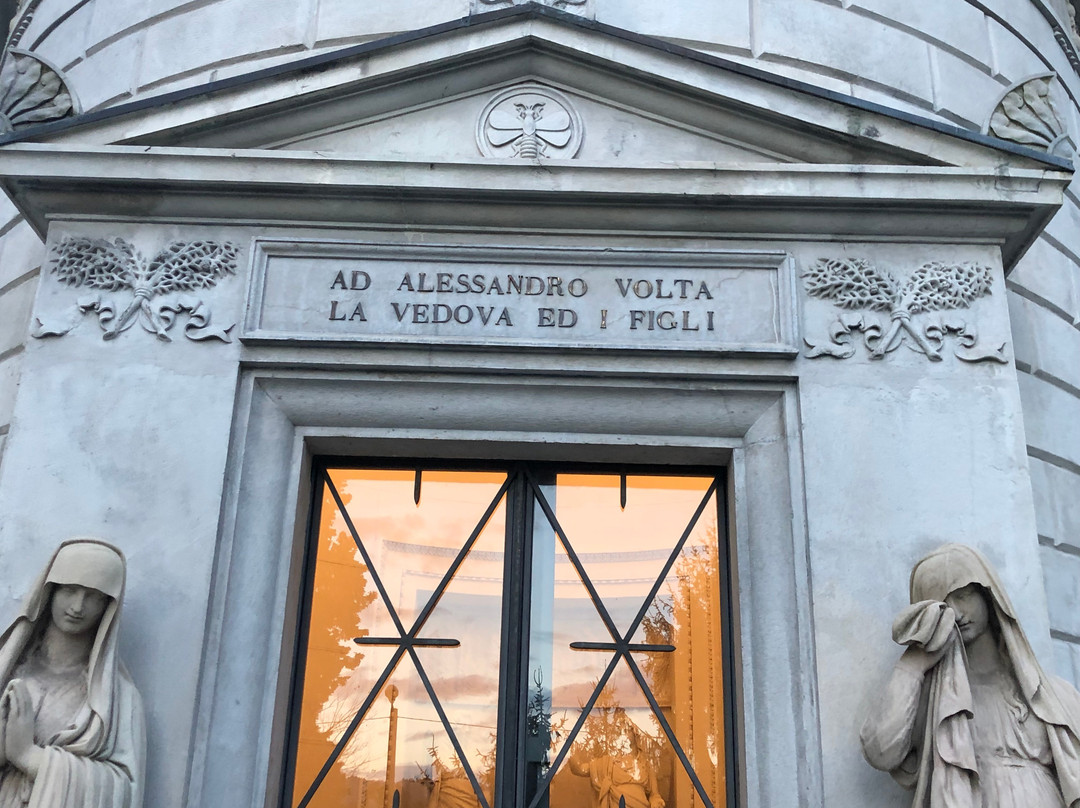 AD ALESSANDRO VOLTA
LA VEDOVA ED I FIGLI